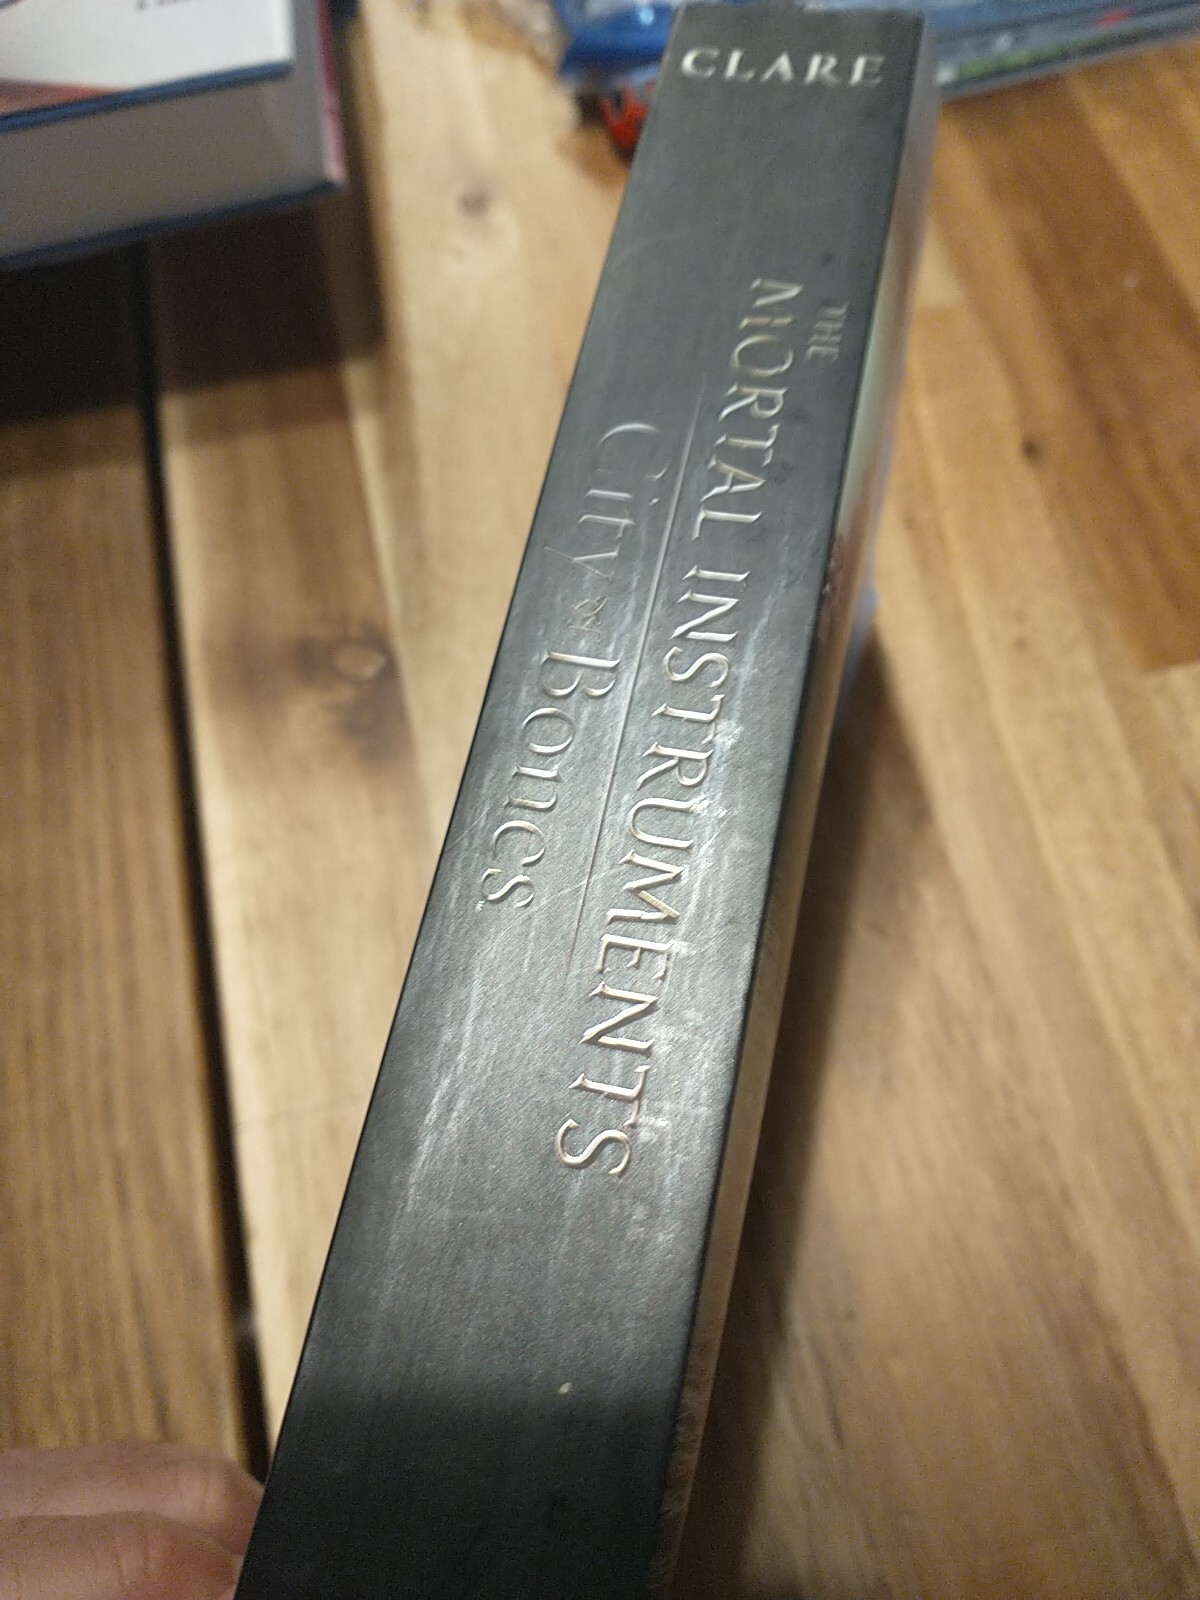 CLARE
THE
MORTAL INSTRUMENTS
City of Bones